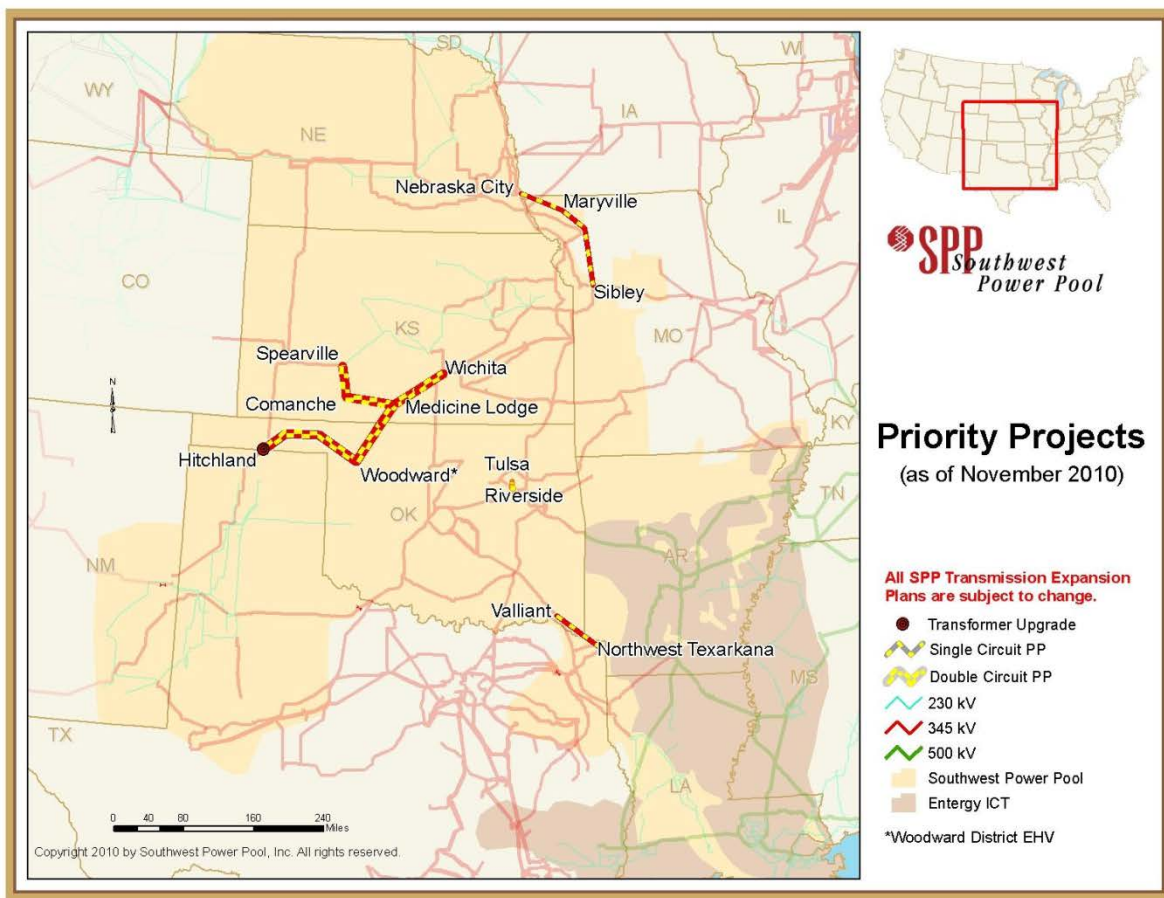 SD
WI
WY
IA
NE
Nebraska City
Maryville
IL
CO
Sibley
KS
MO
Spearville
Wichita
Comanche
Medicine Lodge
KY
Hitchland
Woodward*
Tulsa
Riverside
TN
OK
AR
NM
Valliant
Northwest Texarkana
MS
TX
LA
N
W
E
S
0 40 80 160 240
Miles
Copyright 2010 by Southwest Power Pool, Inc. All rights reserved.
SPP
Southwest
Power Pool
Priority Projects
(as of November 2010)
All SPP Transmission Expansion
Plans are subject to change.
Transformer Upgrade
Single Circuit PP
Double Circuit PP
230 kV
345 kV
500 kV
Southwest Power Pool
Entergy ICT
*Woodward District EHV